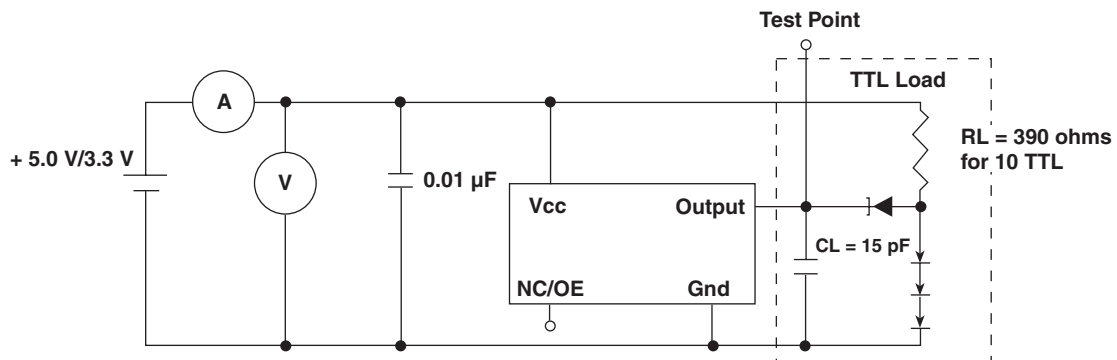 Test Point
TTL Load
A
+ 5.0 V/3.3 V
V
0.01 µF
RL = 390 ohms
for 10 TTL
Vcc
Output
CL = 15 pF
NC/OE
Gnd